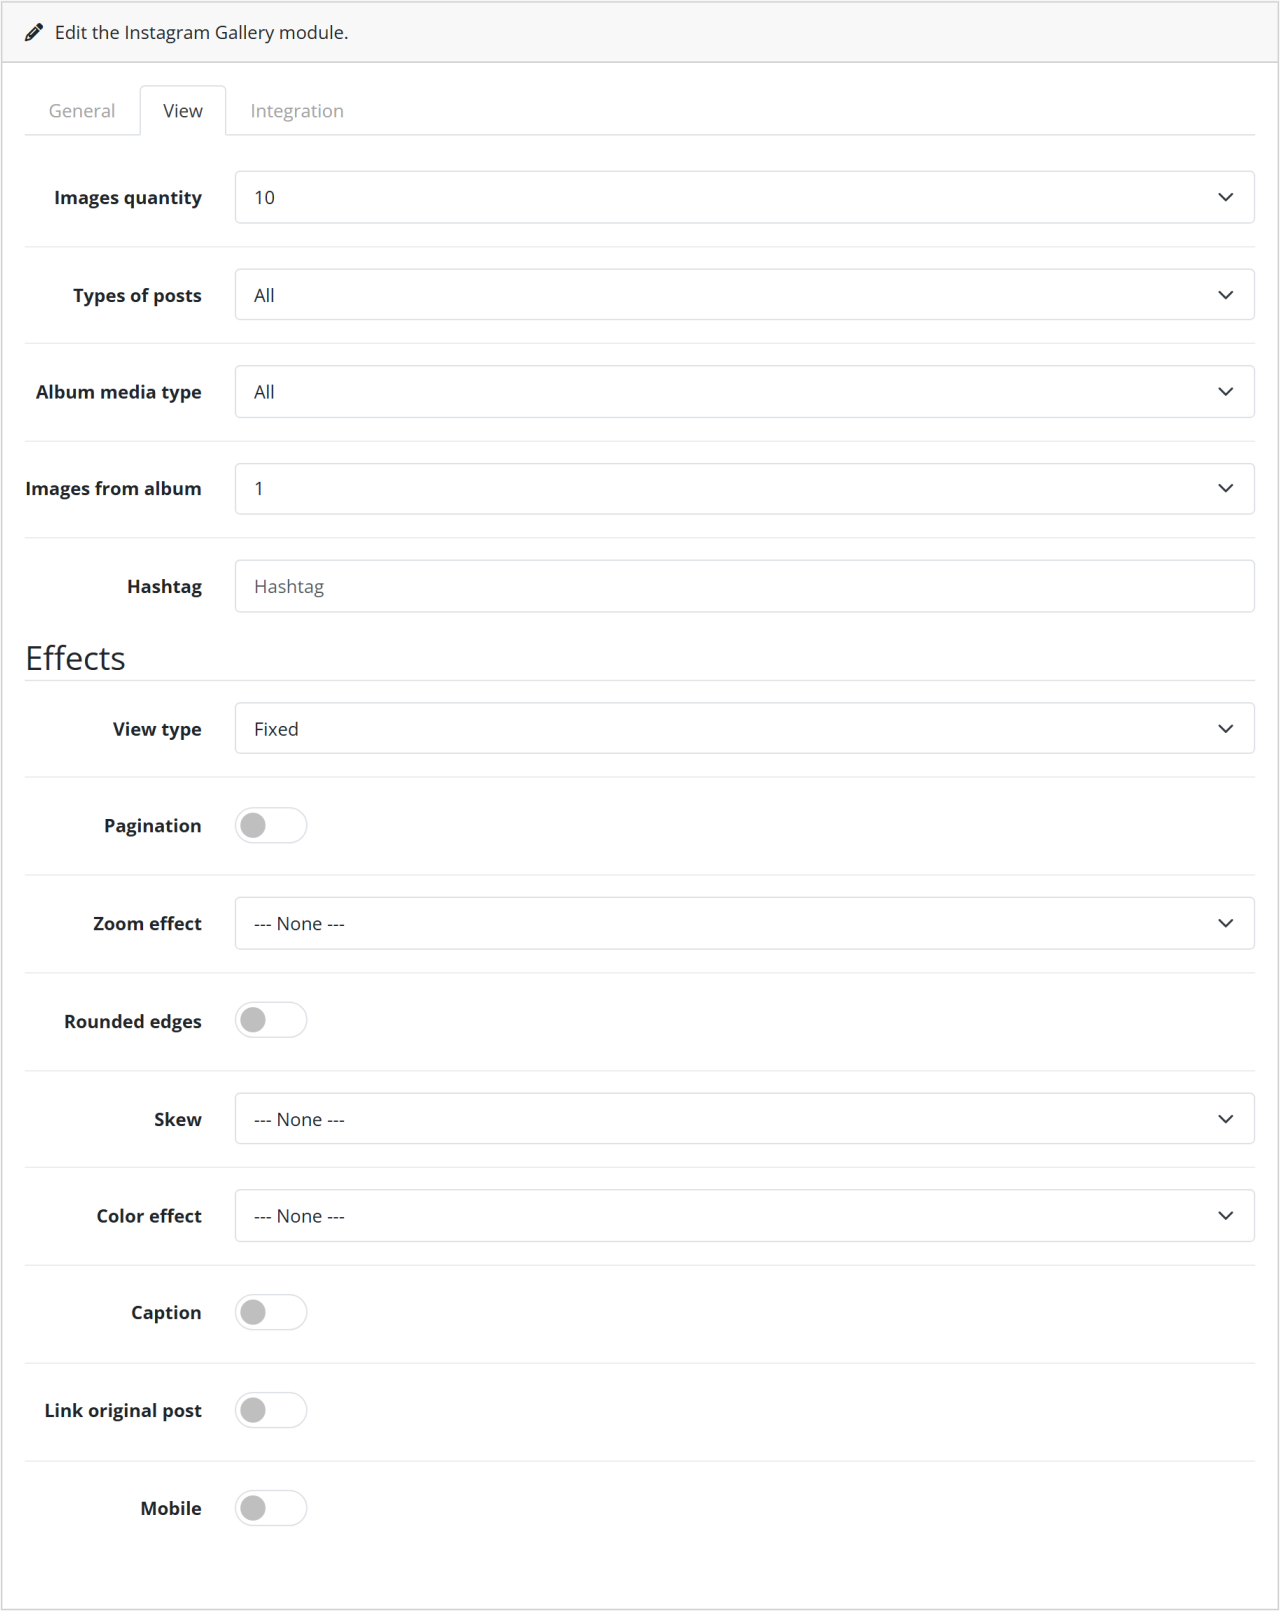 Edit the Instagram Gallery module.
General View Integration
Images quantity 10
Types of posts All
Album media type All
Images from album 1
Hashtag Hashtag
Effects
View type Fixed
Pagination
Zoom effect --- None ---
Rounded edges
Skew --- None ---
Color effect --- None ---
Caption
Link original post
Mobile